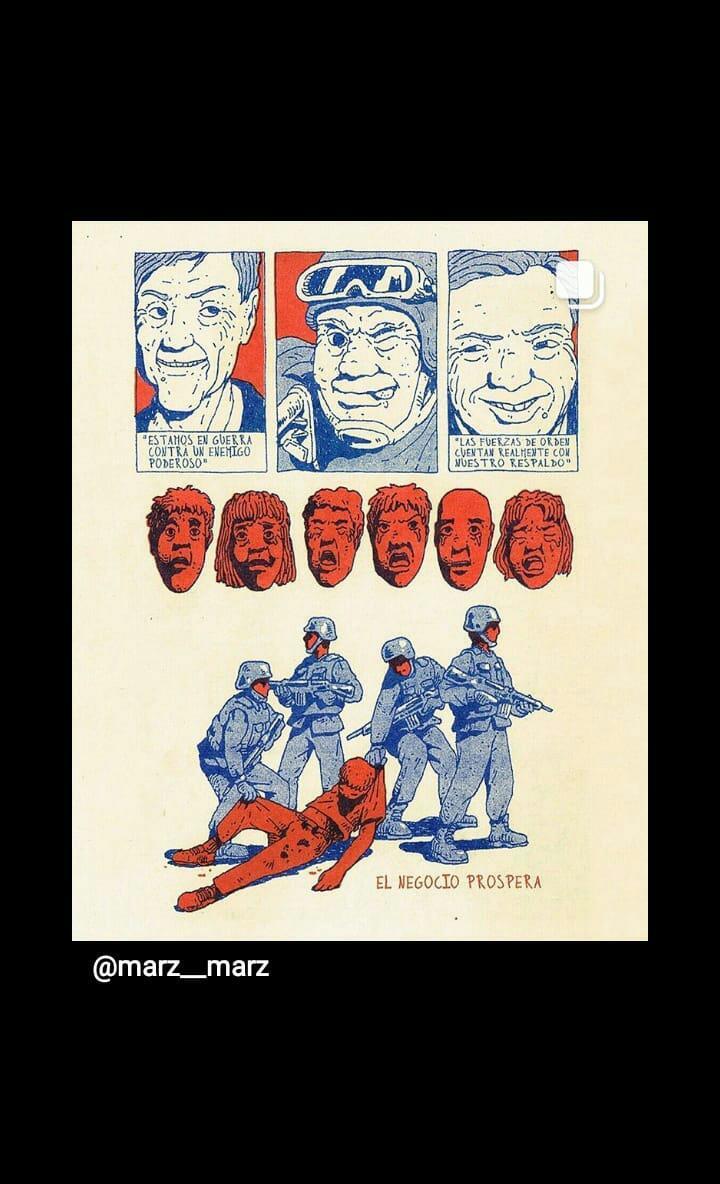 "ESTAMOS EN GUERRA
CONTRA UN ENEMIGO
PODEROSO"
"LAS FUERZAS DE ORDEN
CUENTAN REALMENTE CON
NUESTRO RESPALDO"
EL NEGOCIO PROSPERA
@marz__marz